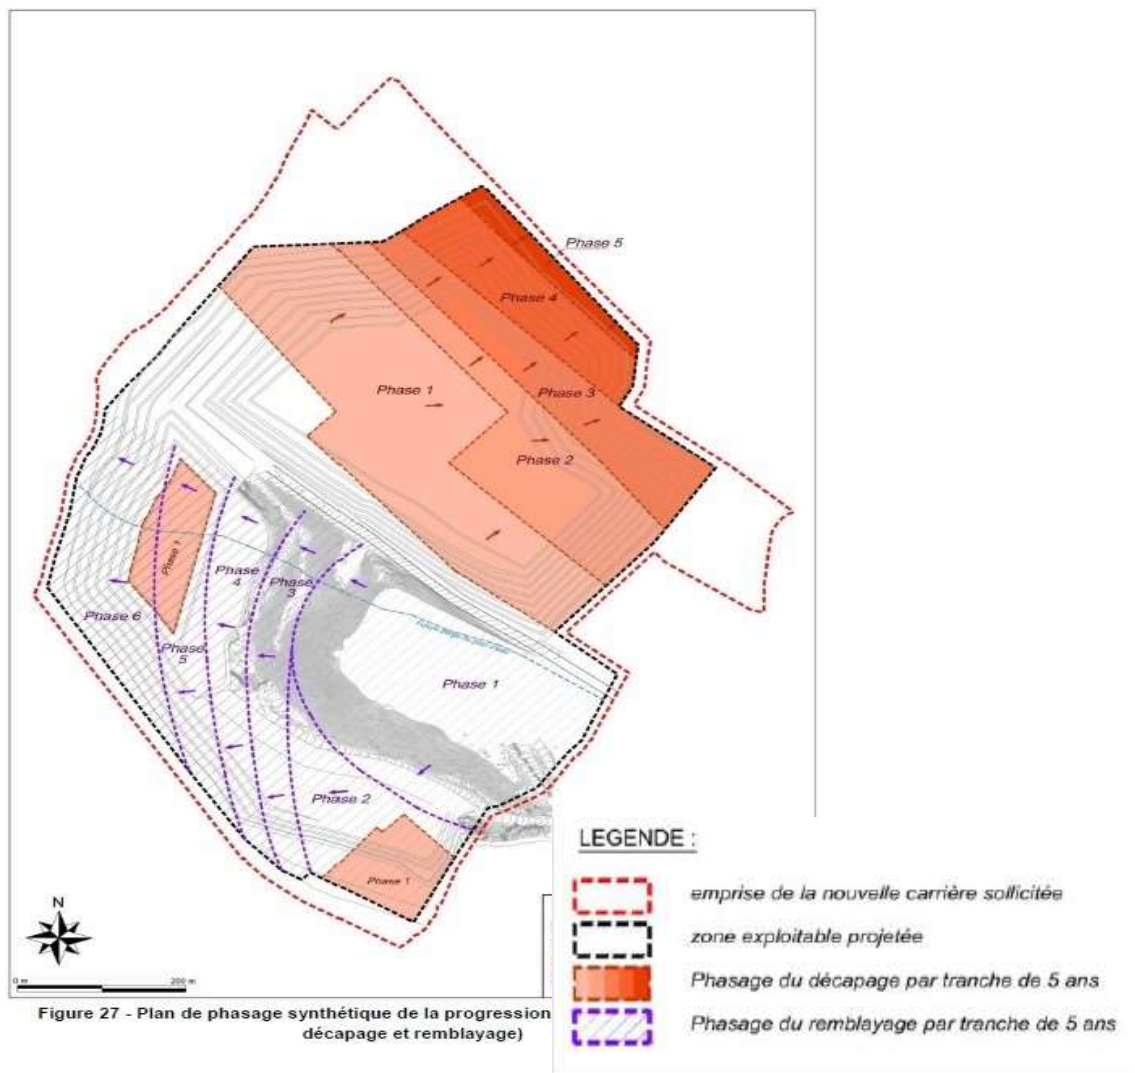 Phase 5
Phase 4
Phase 1
Phase 3
Phase 2
Phase 1
Phase
4
Phase
3
Phase 6
Phase
5
Phase 1
Phase 2
Phase 1
N
0 m
200 m
LEGENDE :
emprise de la nouvelle carrière sollicitée
zone exploitable projetée
Phasage du décapage par tranche de 5 ans
Phasage du remblayage par tranche de 5 ans
Figure 27 - Plan de phasage synthétique de la progression
décapage et remblayage)